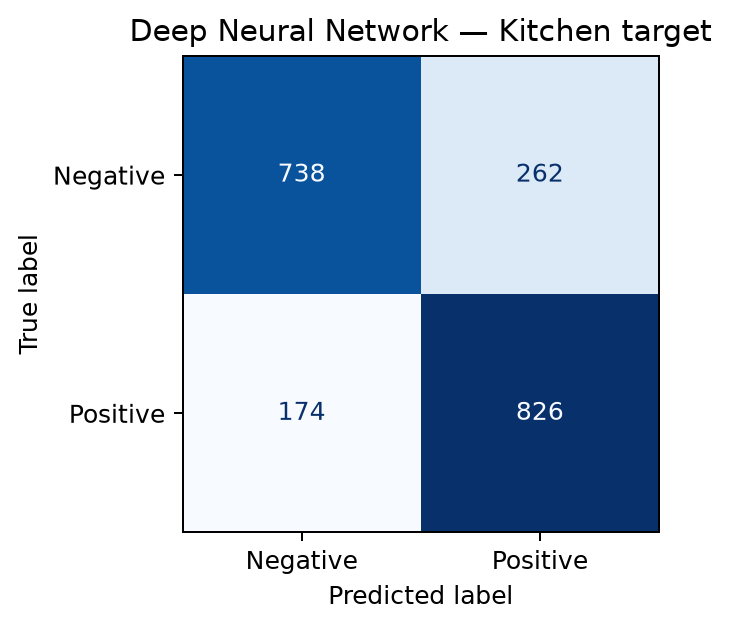 Deep Neural Network — Kitchen target
True label
Negative
738
262
Positive
174
826
Negative
Positive
Predicted label